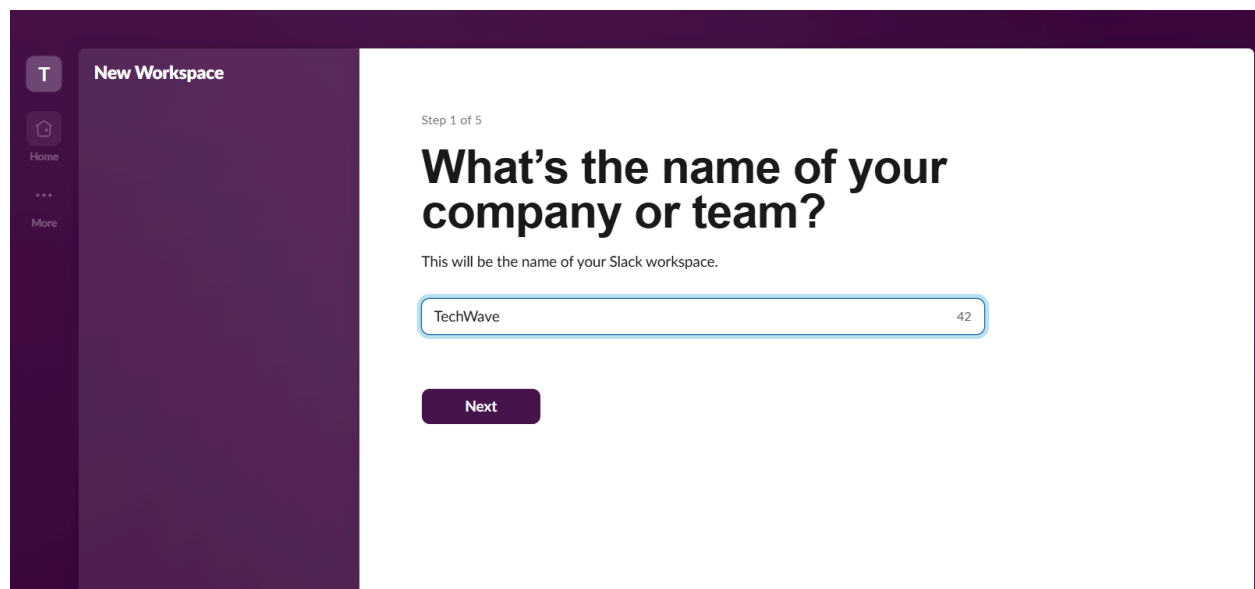 T
New Workspace
Home
More
Step 1 of 5
What’s the name of your
company or team?
This will be the name of your Slack workspace.
TechWave 42
Next